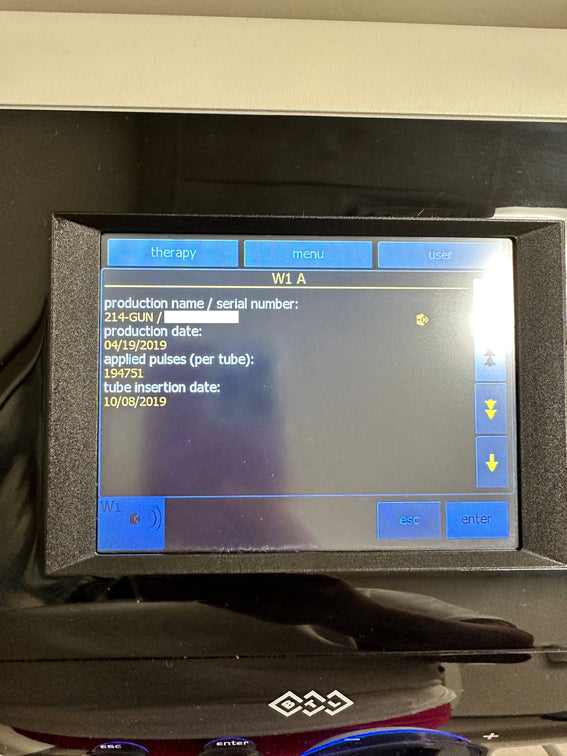 therapy menu user
W1 A
production name / serial number:
214-GUN /
production date:
04/19/2019
applied pulses (per tube):
194751
tube insertion date:
10/08/2019
W1
esc enter
BTL
esc enter - +